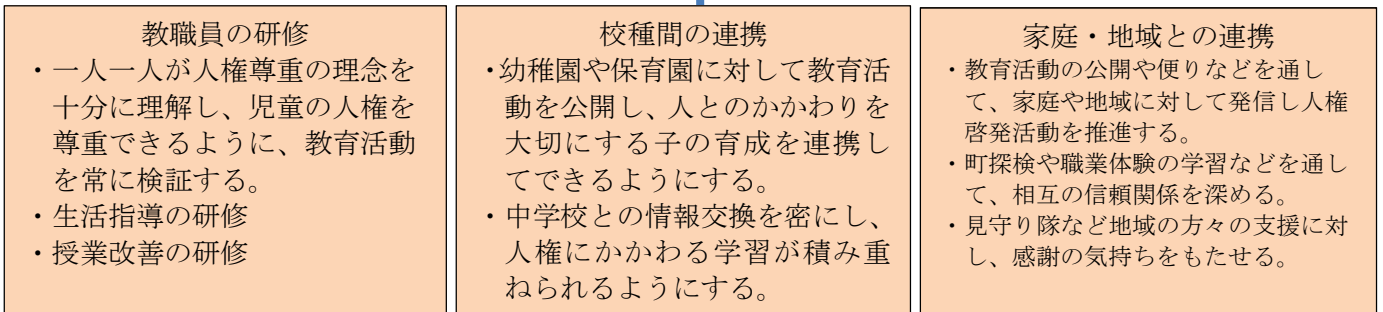 教職員の研修
・一人一人が人権尊重の理念を
十分に理解し、児童の人権を
尊重できるように、教育活動
を常に検証する。
・生活指導の研修
・授業改善の研修
校種間の連携
・幼稚園や保育園に対して教育活
動を公開し、人とのかかわりを
大切にする子の育成を連携し
てできるようにする。
・中学校との情報交換を密にし、
人権にかかわる学習が積み重
ねられるようにする。
家庭・地域との連携
・教育活動の公開や便りなどを通し
て、家庭や地域に対して発信し人権
啓発活動を推進する。
・町探検や職業体験の学習などを通し
て、相互の信頼関係を深める。
・見守り隊など地域の方々の支援に対
し、感謝の気持ちをもたせる。